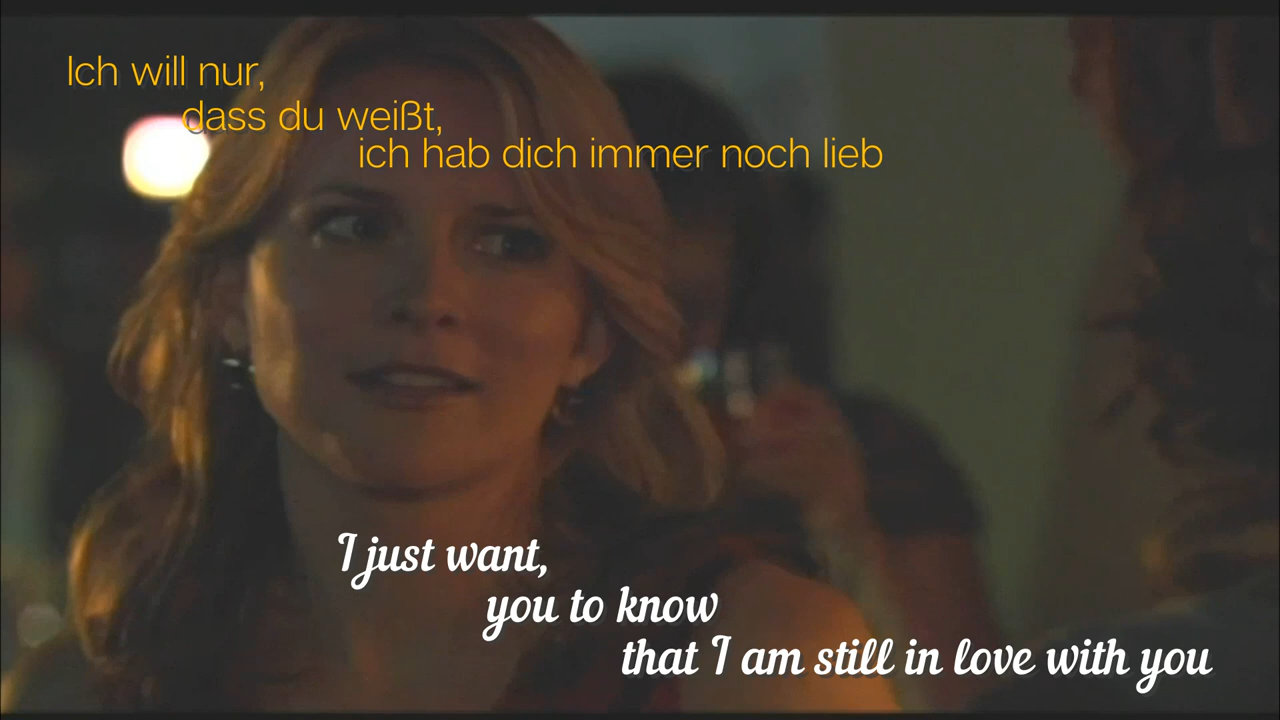 Ich will nur,
dass du weißt,
ich hab dich immer noch lieb
I just want,
you to know
that I am still in love with you